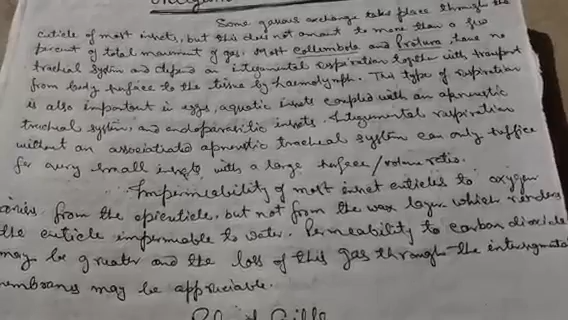 Some gaseous exchange takes place through the
cuticle of most insects, but this does not amount to more than a few
percent of total movement of gas. Most Collembola and Protura have no
tracheal system and depend on integumental respiration together with transport
from body surface to the tissue by haemolymph. This type of respiration
is also important in eggs, aquatic insects coupled with an apneustic
tracheal system, and endoparasitic insects. Integumental respiration
without an associated apneustic tracheal system can only suffice
for very small insects with a large surface/volume ratio.
Impermeability of most insect cuticles to oxygen
from the epicuticle, but not from the wax layer which renders
the cuticle impermeable to water. Permeability to carbon dioxide
may be greater and the loss of this gas through the intersegmental
membranes may be appreciable.